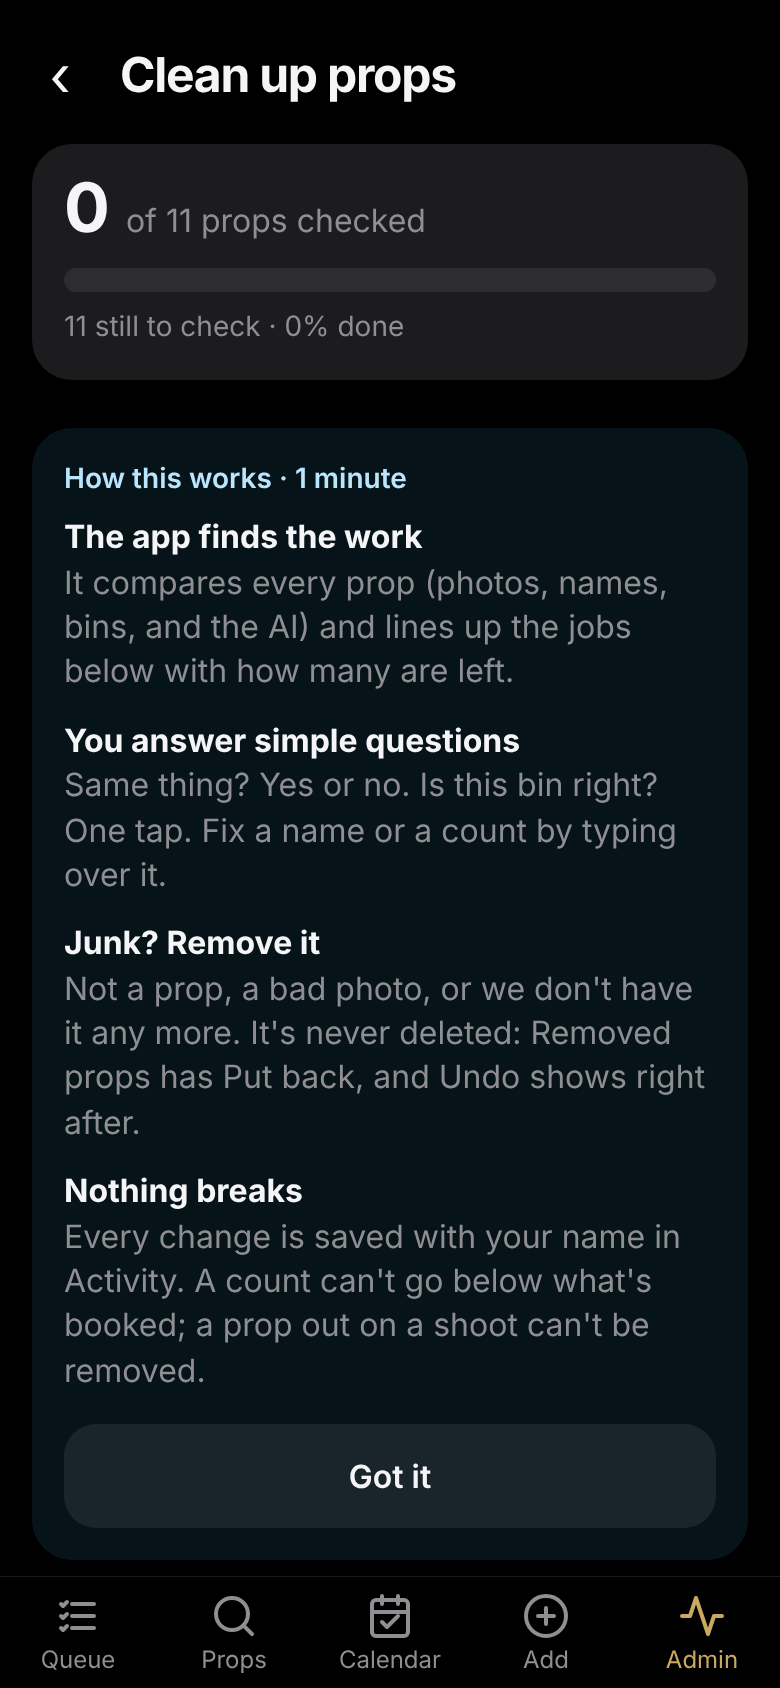 Clean up props
0 of 11 props checked
11 still to check · 0% done
How this works · 1 minute
The app finds the work
It compares every prop (photos, names,
bins, and the AI) and lines up the jobs
below with how many are left.
You answer simple questions
Same thing? Yes or no. Is this bin right?
One tap. Fix a name or a count by typing
over it.
Junk? Remove it
Not a prop, a bad photo, or we don't have
it any more. It's never deleted: Removed
props has Put back, and Undo shows right
after.
Nothing breaks
Every change is saved with your name in
Activity. A count can't go below what's
booked; a prop out on a shoot can't be
removed.
Got it
Queue Props Calendar Add Admin